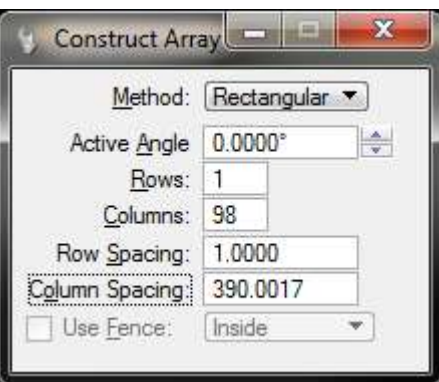 Construct Array
Method: Rectangular
Active Angle 0.0000°
Rows: 1
Columns: 98
Row Spacing: 1.0000
Column Spacing: 390.0017
Use Fence: Inside